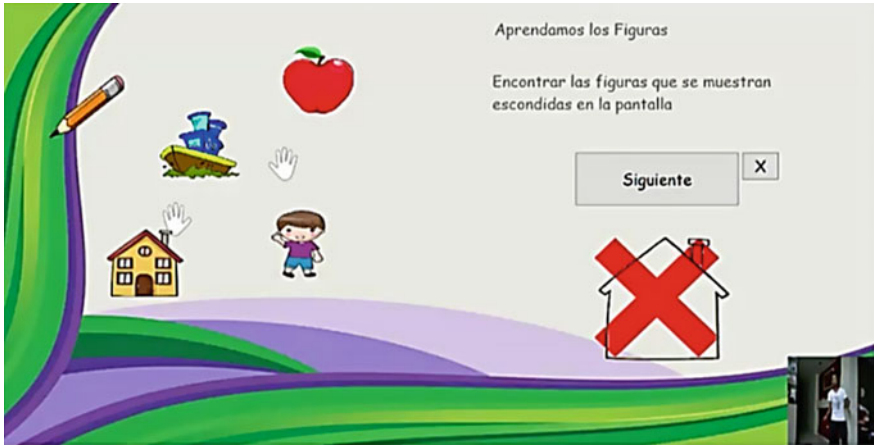 Aprendamos los Figuras
Encontrar las figuras que se muestran
escondidas en la pantalla
Siguiente
X